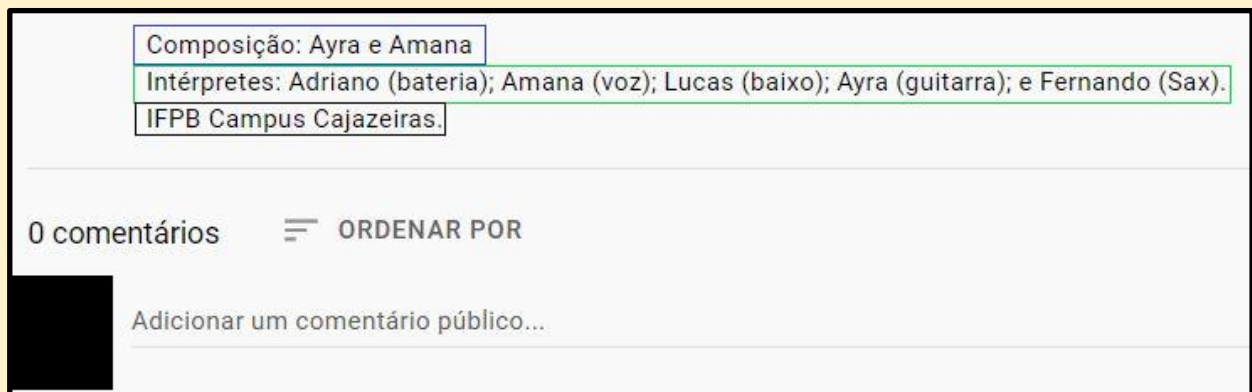 Composição: Ayra e Amana
Intérpretes: Adriano (bateria); Amana (voz); Lucas (baixo); Ayra (guitarra); e Fernando (Sax).
IFPB Campus Cajazeiras.
0 comentários ORDENAR POR
Adicionar um comentário público...